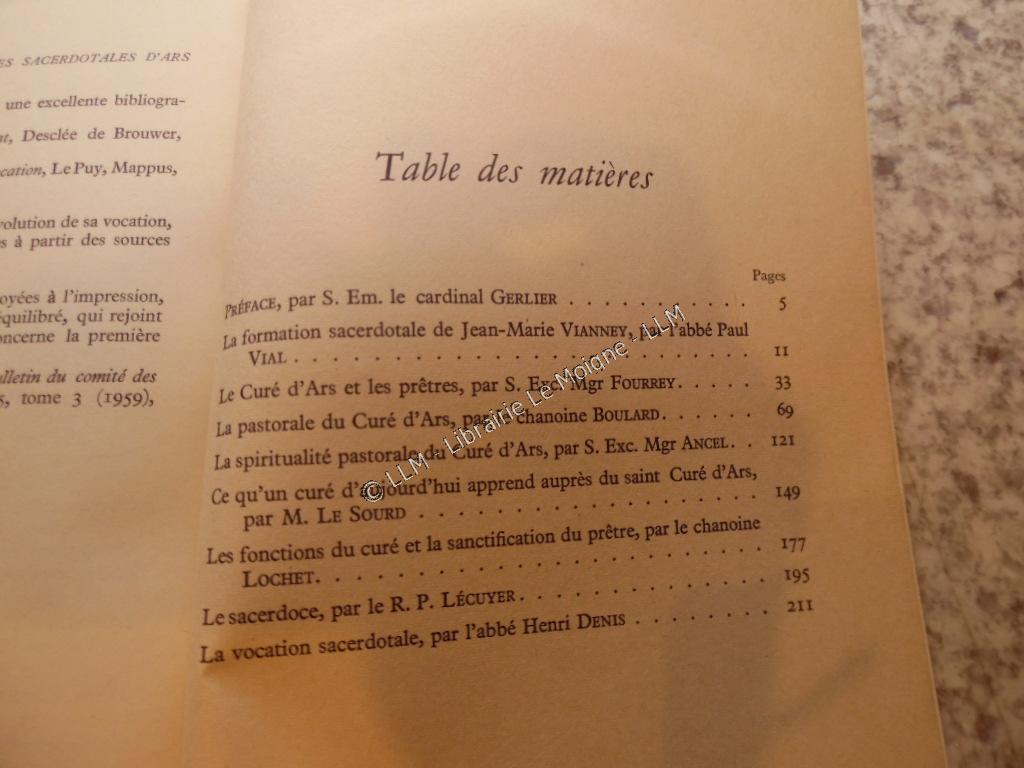 ES SACERDOTALES D'ARS
une excellente bibliogra-
nt, Desclée de Brouwer,
cation, Le Puy, Mappus,
volution de sa vocation,
s à partir des sources
oyées à l'impression,
équilibré, qui rejoint
oncerne la première
ulletin du comité des
s, tome 3 (1959),
Table des matières
Pages
PRÉFACE, par S. Em. le cardinal GERLIER . . . . . . . . . . . 5
La formation sacerdotale de Jean-Marie VIANNEY, par l'abbé Paul
VIAL . . . . . . . . . . . . . . . . . . . . . . . . . . . 11
Le Curé d'Ars et les prêtres, par S. Exc. Mgr FOURREY . . . . . 33
La pastorale du Curé d'Ars, par le chanoine BOULARD . . . . . . 69
La spiritualité pastorale du Curé d'Ars, par S. Exc. Mgr ANCEL . . 121
Ce qu'un curé d'aujourd'hui apprend auprès du saint Curé d'Ars,
par M. LE SOURD . . . . . . . . . . . . . . . . . . . . . 149
Les fonctions du curé et la sanctification du prêtre, par le chanoine
LOCHET . . . . . . . . . . . . . . . . . . . . . . . . . . 177
Le sacerdoce, par le R. P. LÉCUYER . . . . . . . . . . . . . . 195
La vocation sacerdotale, par l'abbé Henri DENIS . . . . . . . . 211
© LLM - Librairie Le Moigne - LLM